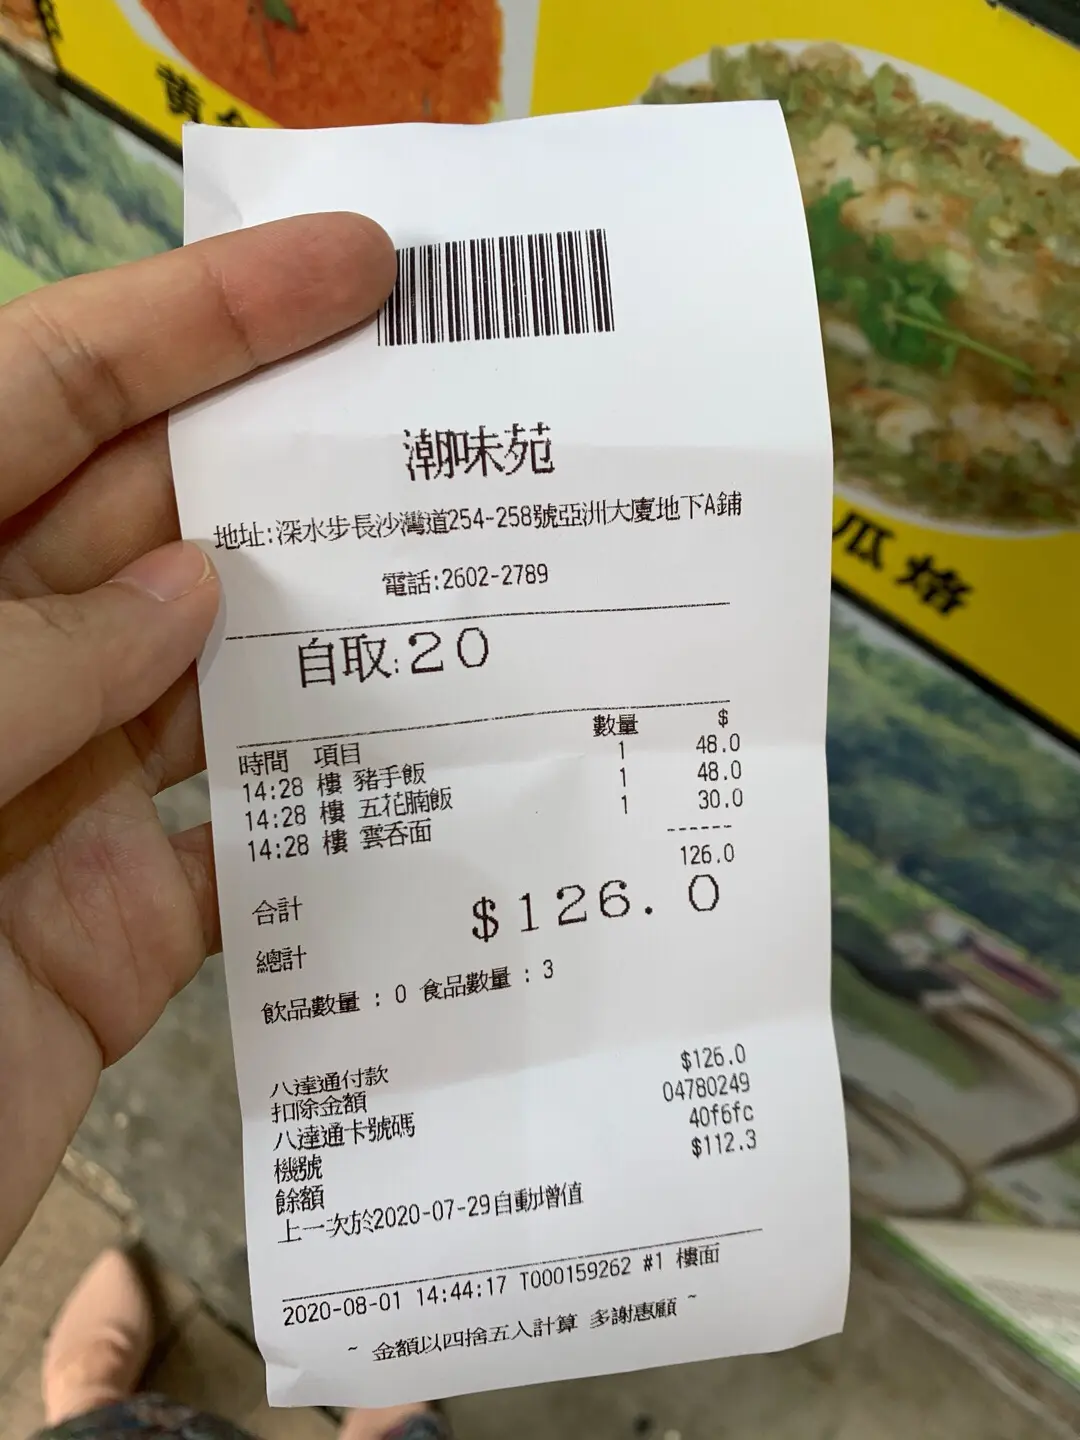 潮味苑
地址:深水步長沙灣道254-258號亞洲大廈地下A鋪
電話:2602-2789
自取:20
時間 項目 數量 $
14:28 樓 豬手飯 1 48.0
14:28 樓 五花腩飯 1 48.0
14:28 樓 雲吞面 1 30.0
------
合計 126.0
總計 $126.0
飲品數量 : 0 食品數量 : 3
八達通付款
扣除金額 $126.0
八達通卡號碼 04780249
機號 40f6fc
餘額 $112.3
上一次於2020-07-29自動增值
2020-08-01 14:44:17 T000159262 #1 樓面
~ 金額以四捨五入計算 多謝惠顧 ~
瓜烙